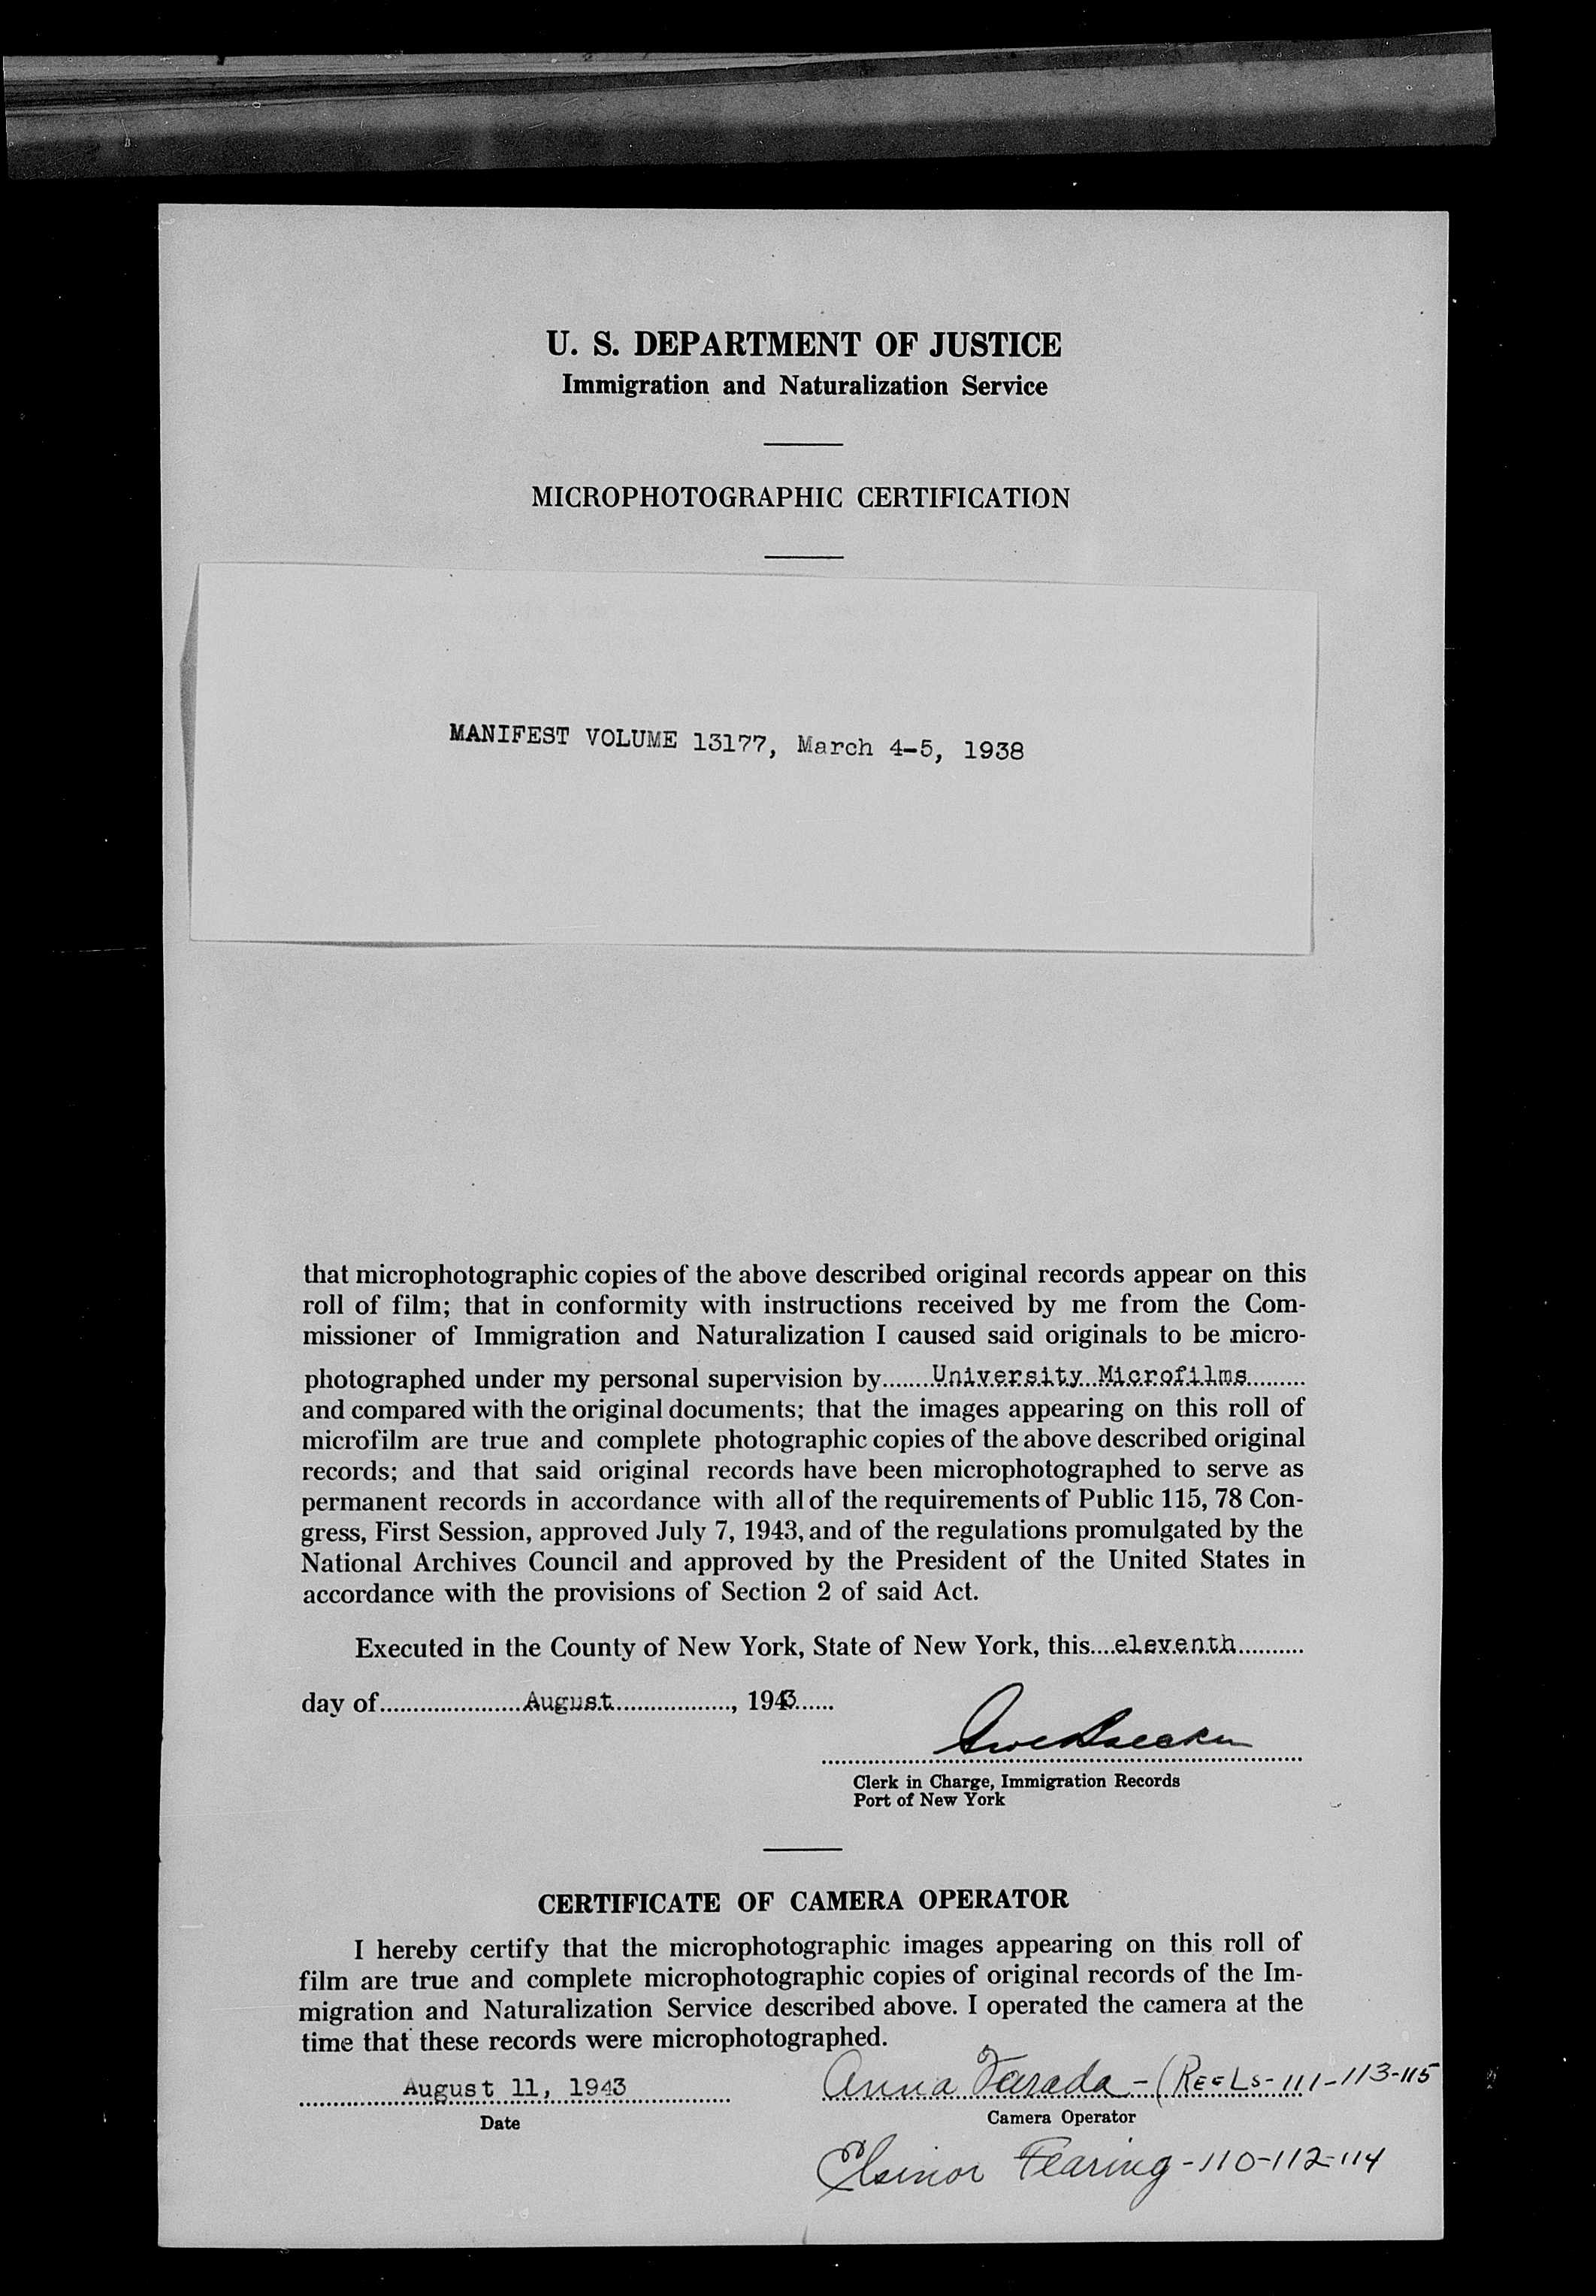 U. S. DEPARTMENT OF JUSTICE
Immigration and Naturalization Service
MICROPHOTOGRAPHIC CERTIFICATION
MANIFEST VOLUME 13177, March 4-5, 1938
that microphotographic copies of the above described original records appear on this
roll of film; that in conformity with instructions received by me from the Com-
missioner of Immigration and Naturalization I caused said originals to be micro-
photographed under my personal supervision by University Microfilms
and compared with the original documents; that the images appearing on this roll of
microfilm are true and complete photographic copies of the above described original
records; and that said original records have been microphotographed to serve as
permanent records in accordance with all of the requirements of Public 115, 78 Con-
gress, First Session, approved July 7, 1943, and of the regulations promulgated by the
National Archives Council and approved by the President of the United States in
accordance with the provisions of Section 2 of said Act.
Executed in the County of New York, State of New York, this eleventh
day of August, 1943
Clerk in Charge, Immigration Records
Port of New York
CERTIFICATE OF CAMERA OPERATOR
I hereby certify that the microphotographic images appearing on this roll of
film are true and complete microphotographic copies of original records of the Im-
migration and Naturalization Service described above. I operated the camera at the
time that these records were microphotographed.
August 11, 1943
Anna Farada - (REELS - 111-113-115
Date
Camera Operator
Elsinor Fearing - 110-112-114